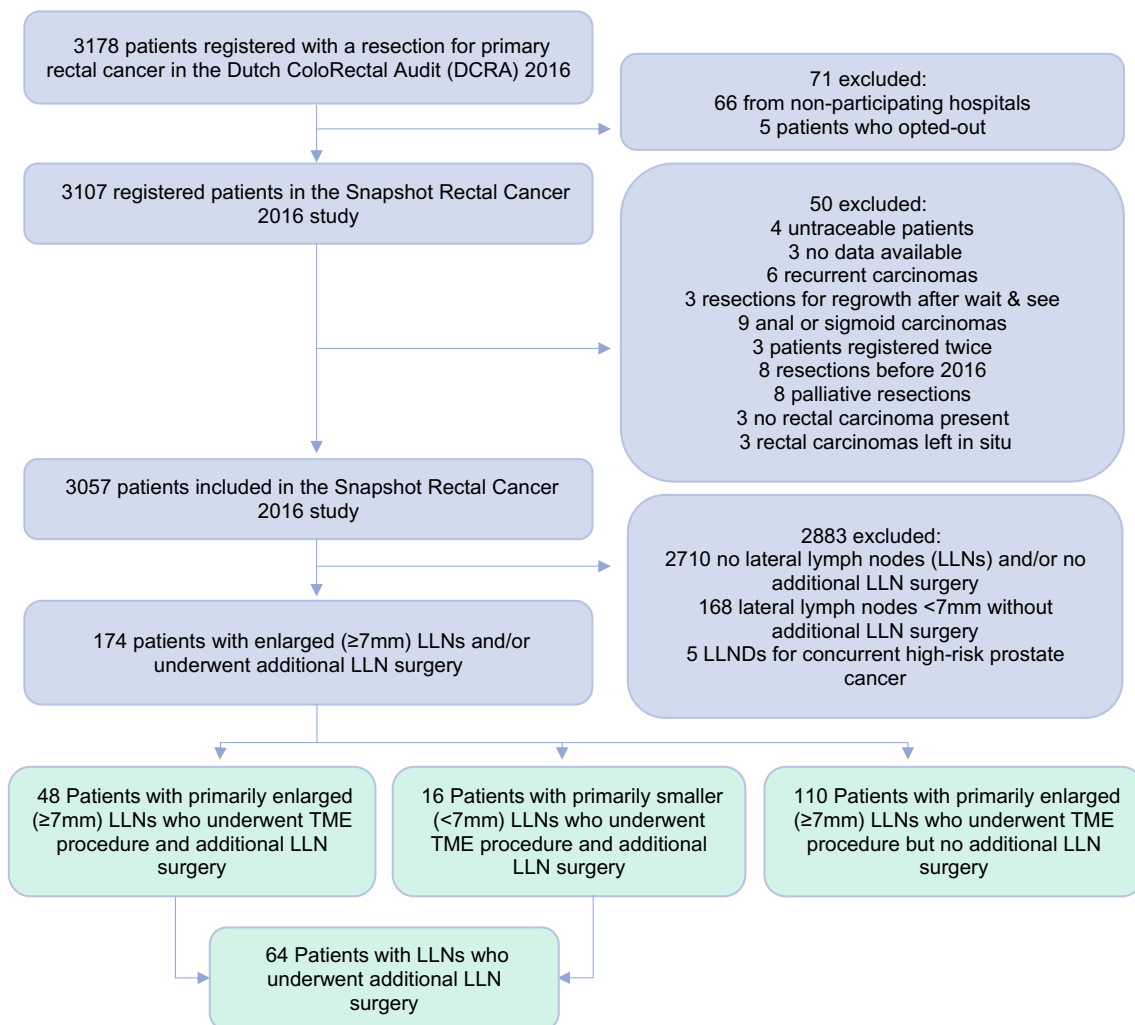 3178 patients registered with a resection for primary
rectal cancer in the Dutch ColoRectal Audit (DCRA) 2016
71 excluded:
66 from non-participating hospitals
5 patients who opted-out
3107 registered patients in the Snapshot Rectal Cancer
2016 study
50 excluded:
4 untraceable patients
3 no data available
6 recurrent carcinomas
3 resections for regrowth after wait & see
9 anal or sigmoid carcinomas
3 patients registered twice
8 resections before 2016
8 palliative resections
3 no rectal carcinoma present
3 rectal carcinomas left in situ
3057 patients included in the Snapshot Rectal Cancer
2016 study
2883 excluded:
2710 no lateral lymph nodes (LLNs) and/or no
additional LLN surgery
168 lateral lymph nodes <7mm without
additional LLN surgery
5 LLNDs for concurrent high-risk prostate
cancer
174 patients with enlarged (≥7mm) LLNs and/or
underwent additional LLN surgery
48 Patients with primarily enlarged
(≥7mm) LLNs who underwent TME
procedure and additional LLN
surgery
16 Patients with primarily smaller
(<7mm) LLNs who underwent
TME procedure and additional
LLN surgery
110 Patients with primarily enlarged
(≥7mm) LLNs who underwent TME
procedure but no additional LLN
surgery
64 Patients with LLNs who
underwent additional LLN
surgery